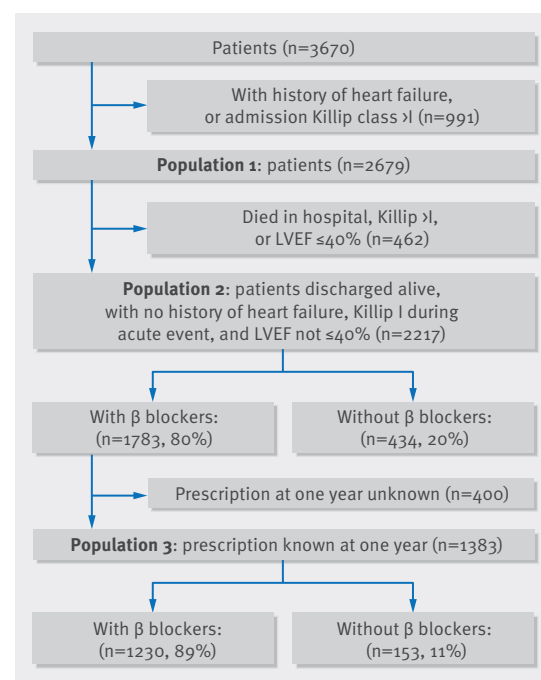 Patients (n=3670)
With history of heart failure,
or admission Killip class >I (n=991)
Population 1: patients (n=2679)
Died in hospital, Killip >I,
or LVEF ≤40% (n=462)
Population 2: patients discharged alive,
with no history of heart failure, Killip I during
acute event, and LVEF not ≤40% (n=2217)
With β blockers:
(n=1783, 80%)
Without β blockers:
(n=434, 20%)
Prescription at one year unknown (n=400)
Population 3: prescription known at one year (n=1383)
With β blockers:
(n=1230, 89%)
Without β blockers:
(n=153, 11%)